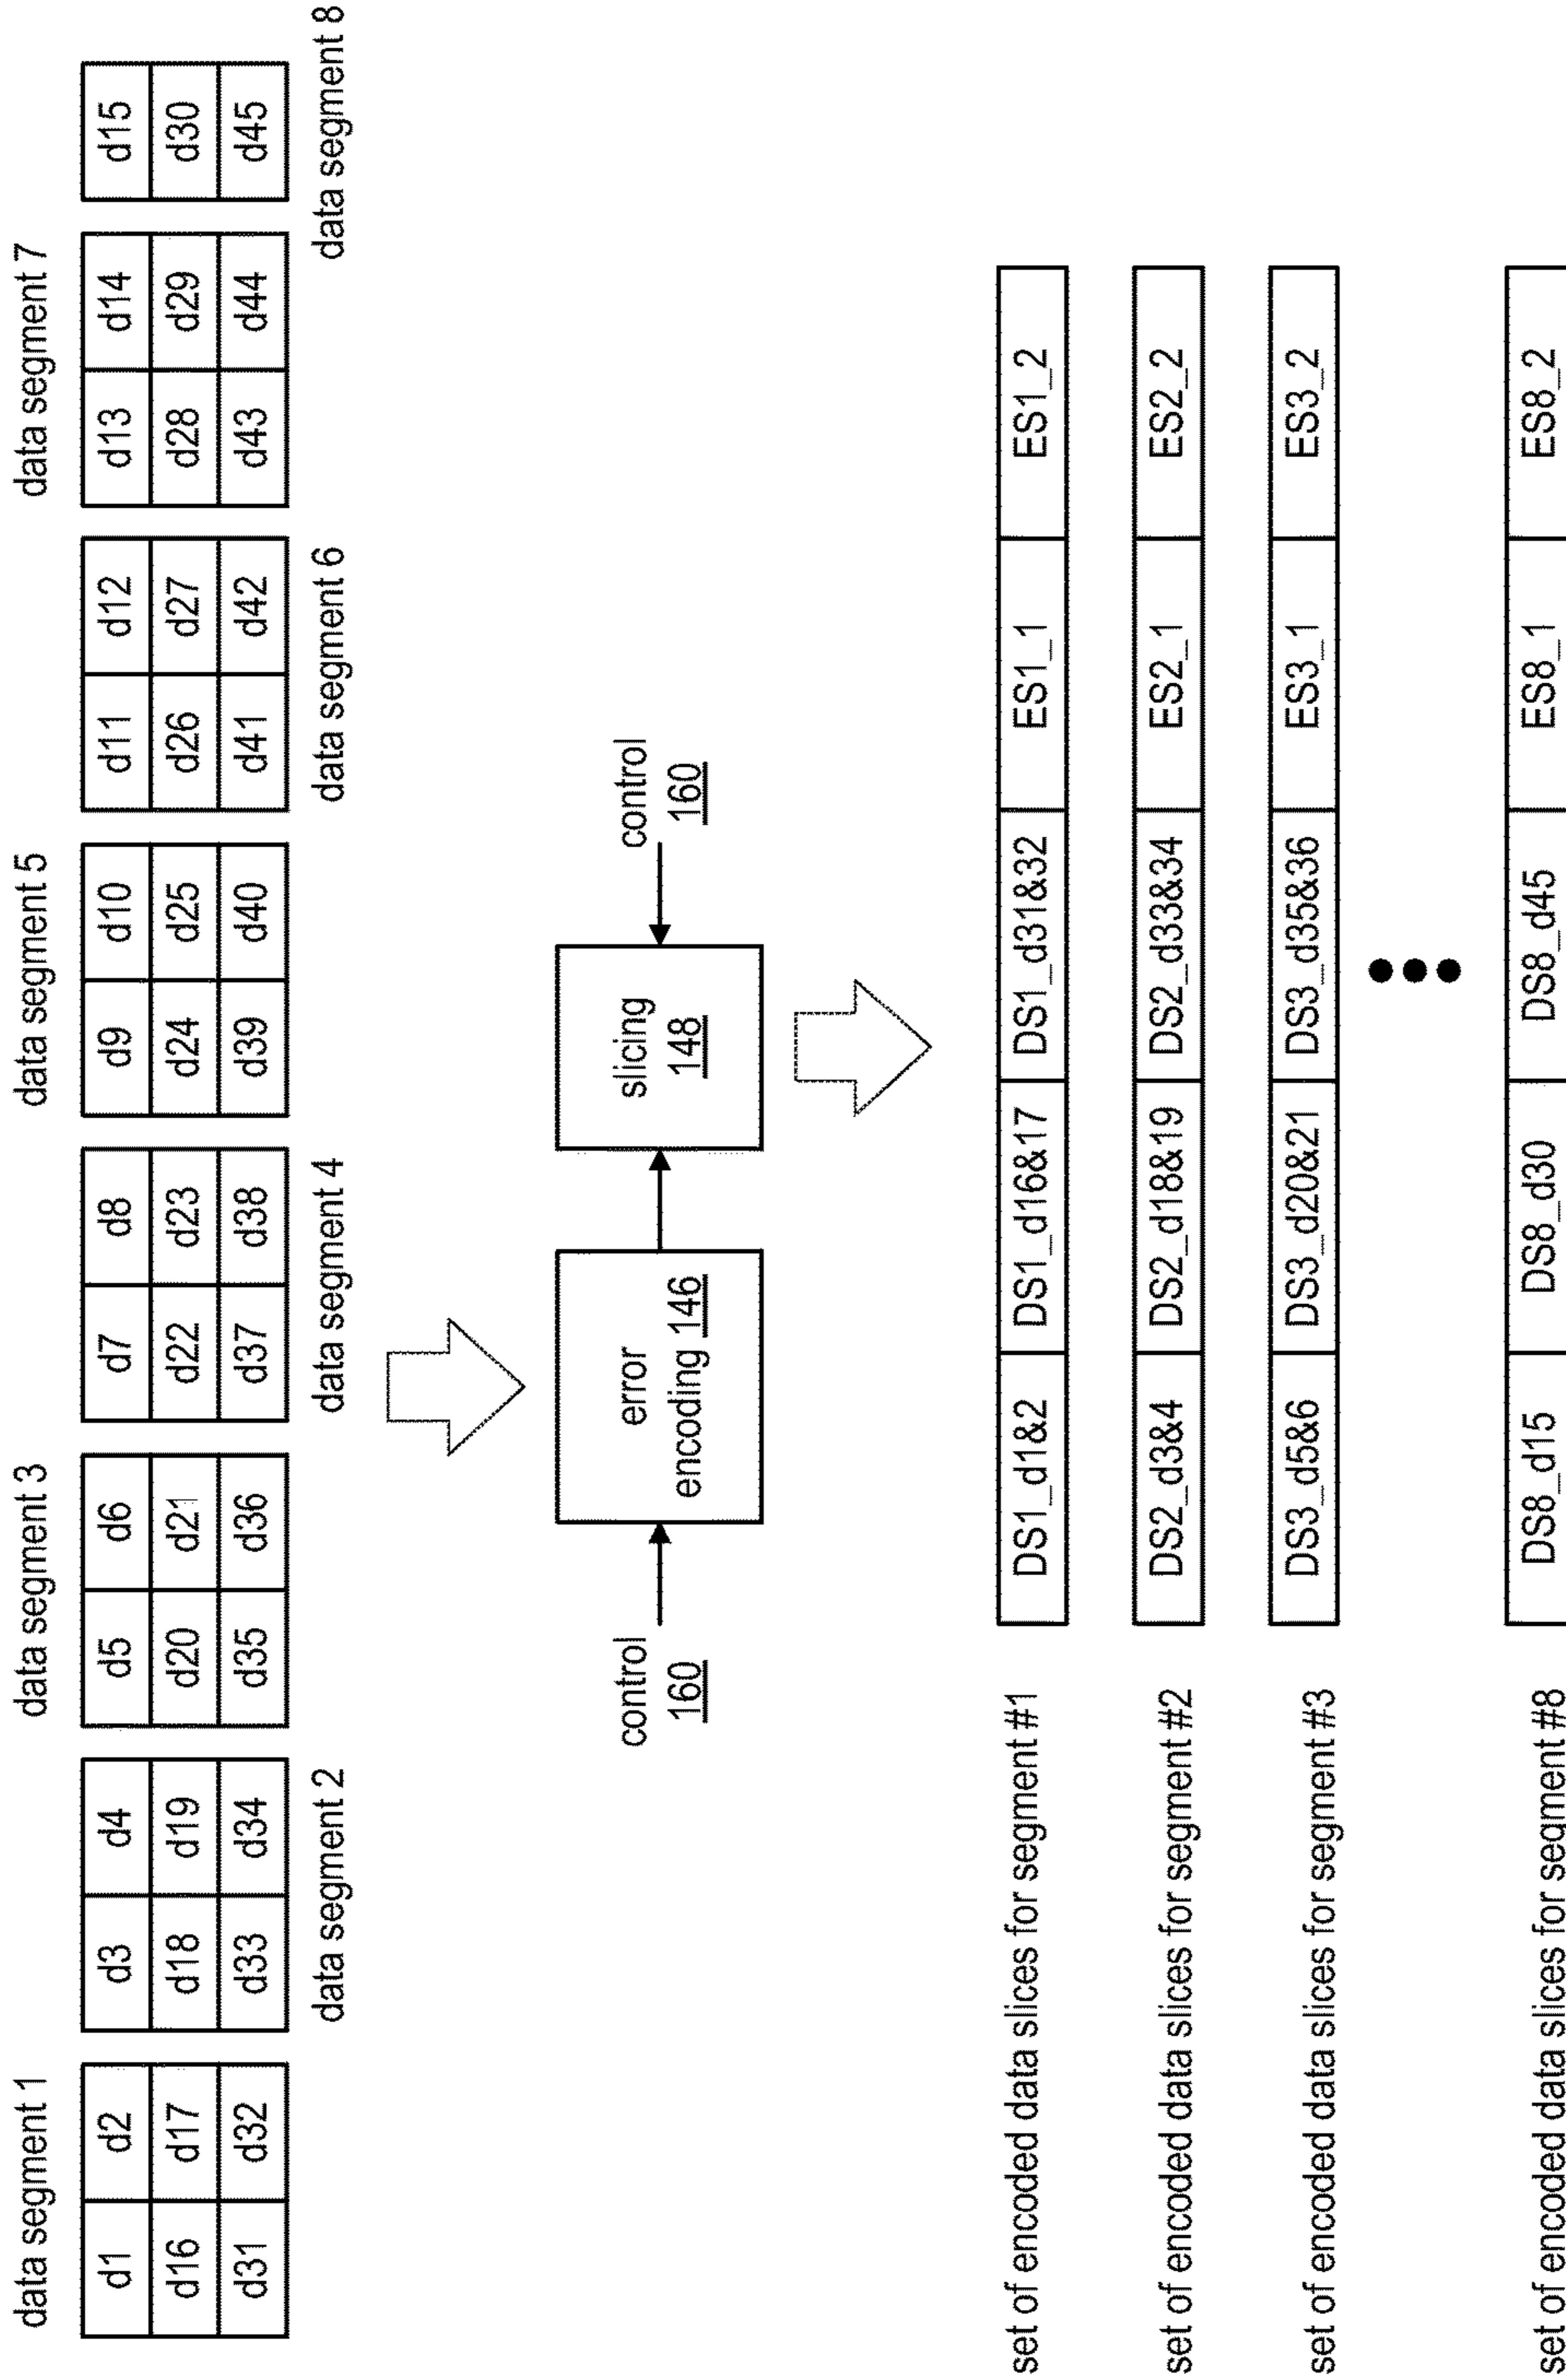 data segment 1
data segment 3
data segment 5
data segment 7
d1 d2 d3 d4 d5 d6 d7 d8 d9 d10 d11 d12 d13 d14 d15
d16 d17 d18 d19 d20 d21 d22 d23 d24 d25 d26 d27 d28 d29 d30
d31 d32 d33 d34 d35 d36 d37 d38 d39 d40 d41 d42 d43 d44 d45
data segment 2
data segment 4
data segment 6
data segment 8
control
160
error
encoding 146
slicing
148
control
160
set of encoded data slices for segment #1 DS1_d1&2 DS1_d16&17 DS1_d31&32 ES1_1 ES1_2
set of encoded data slices for segment #2 DS2_d3&4 DS2_d18&19 DS2_d33&34 ES2_1 ES2_2
set of encoded data slices for segment #3 DS3_d5&6 DS3_d20&21 DS3_d35&36 ES3_1 ES3_2
set of encoded data slices for segment #8 DS8_d15 DS8_d30 DS8_d45 ES8_1 ES8_2